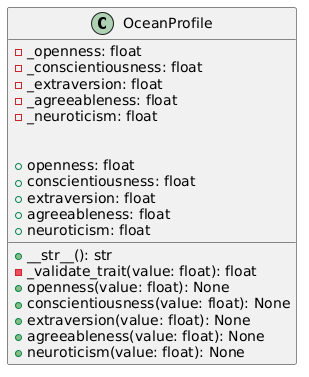 C OceanProfile
_openness: float
_conscientiousness: float
_extraversion: float
_agreeableness: float
_neuroticism: float
openness: float
conscientiousness: float
extraversion: float
agreeableness: float
neuroticism: float
__str__(): str
_validate_trait(value: float): float
openness(value: float): None
conscientiousness(value: float): None
extraversion(value: float): None
agreeableness(value: float): None
neuroticism(value: float): None